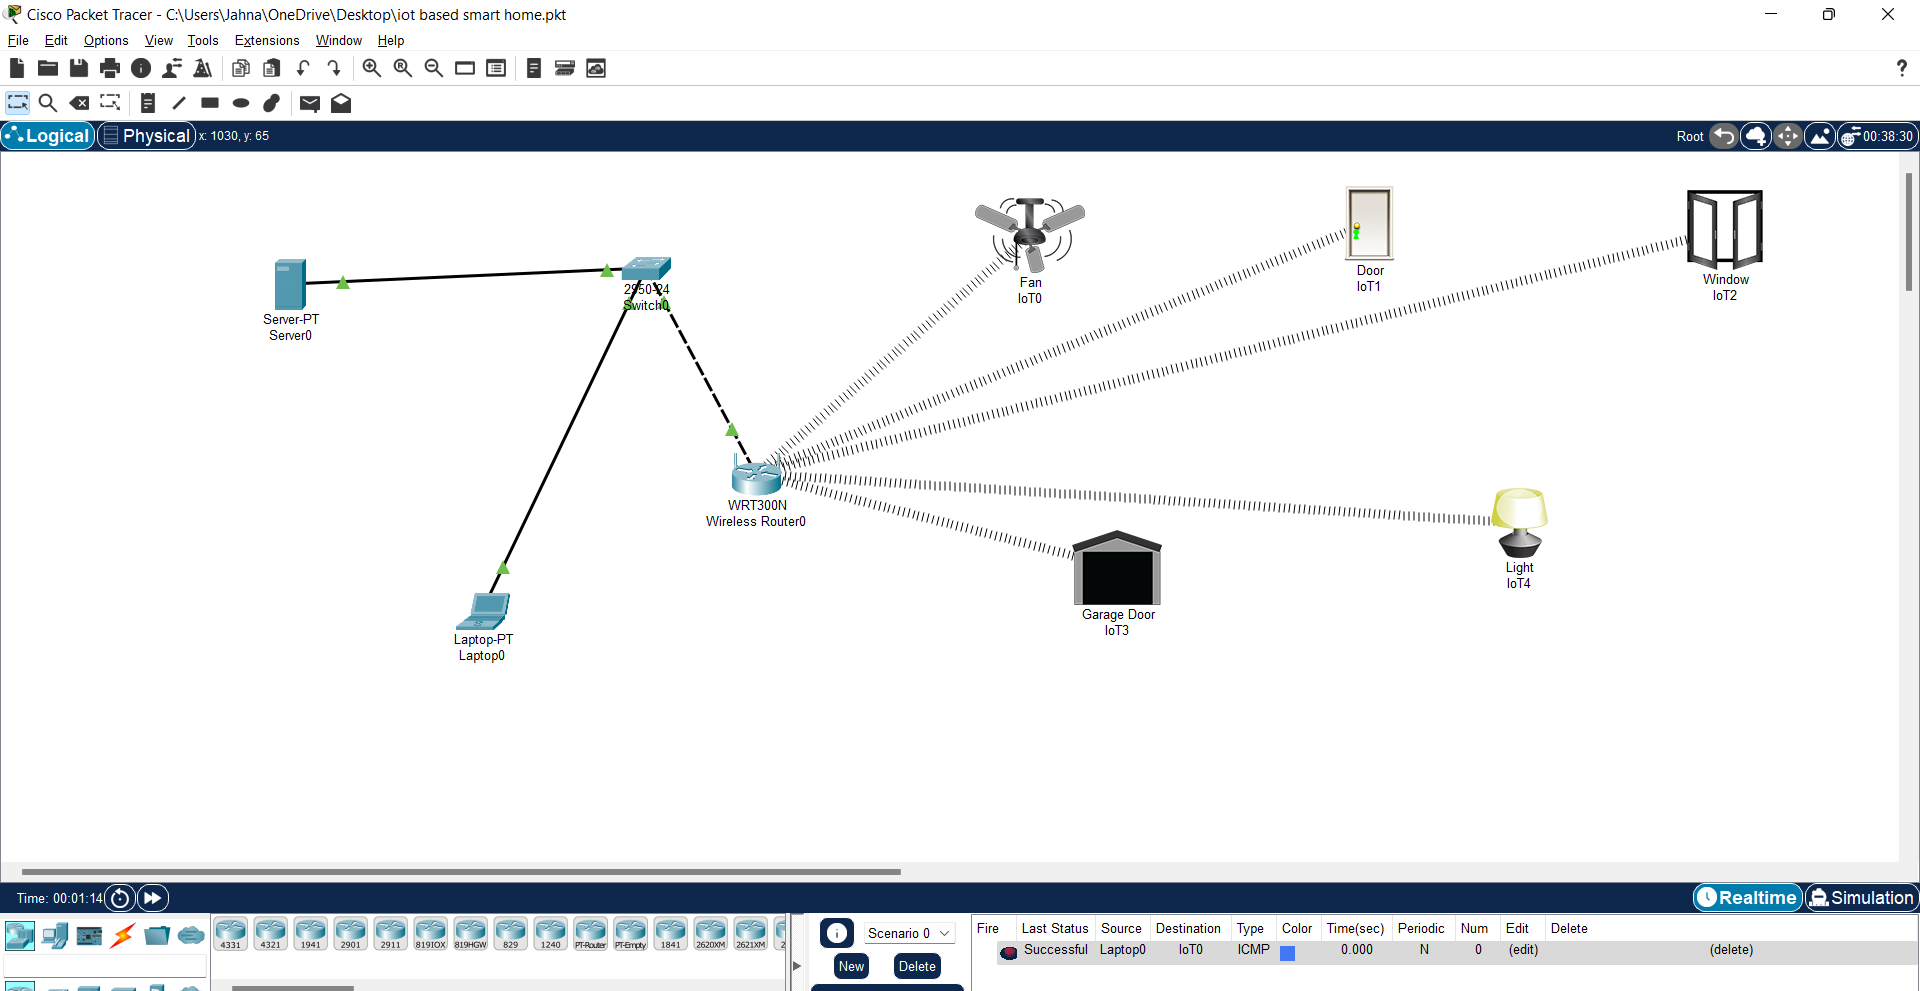 Cisco Packet Tracer - C:\Users\Jahna\OneDrive\Desktop\iot based smart home.pkt
File Edit Options View Tools Extensions Window Help
Logical Physical x: 1030, y: 65 Root 00:38:30
Fan
IoT0
Door
IoT1
Window
IoT2
2950-24
Switch0
Server-PT
Server0
WRT300N
Wireless Router0
Light
IoT4
Garage Door
IoT3
Laptop-PT
Laptop0
Time: 00:01:14 Realtime Simulation
4331 4321 1941 2901 2911 819IOX 819HGW 829 1240 PT-Router PT-Empty 1841 2620XM 2621XM 2
Scenario 0
New Delete
Fire Last Status Source Destination Type Color Time(sec) Periodic Num Edit Delete
Successful Laptop0 IoT0 ICMP 0.000 N 0 (edit) (delete)